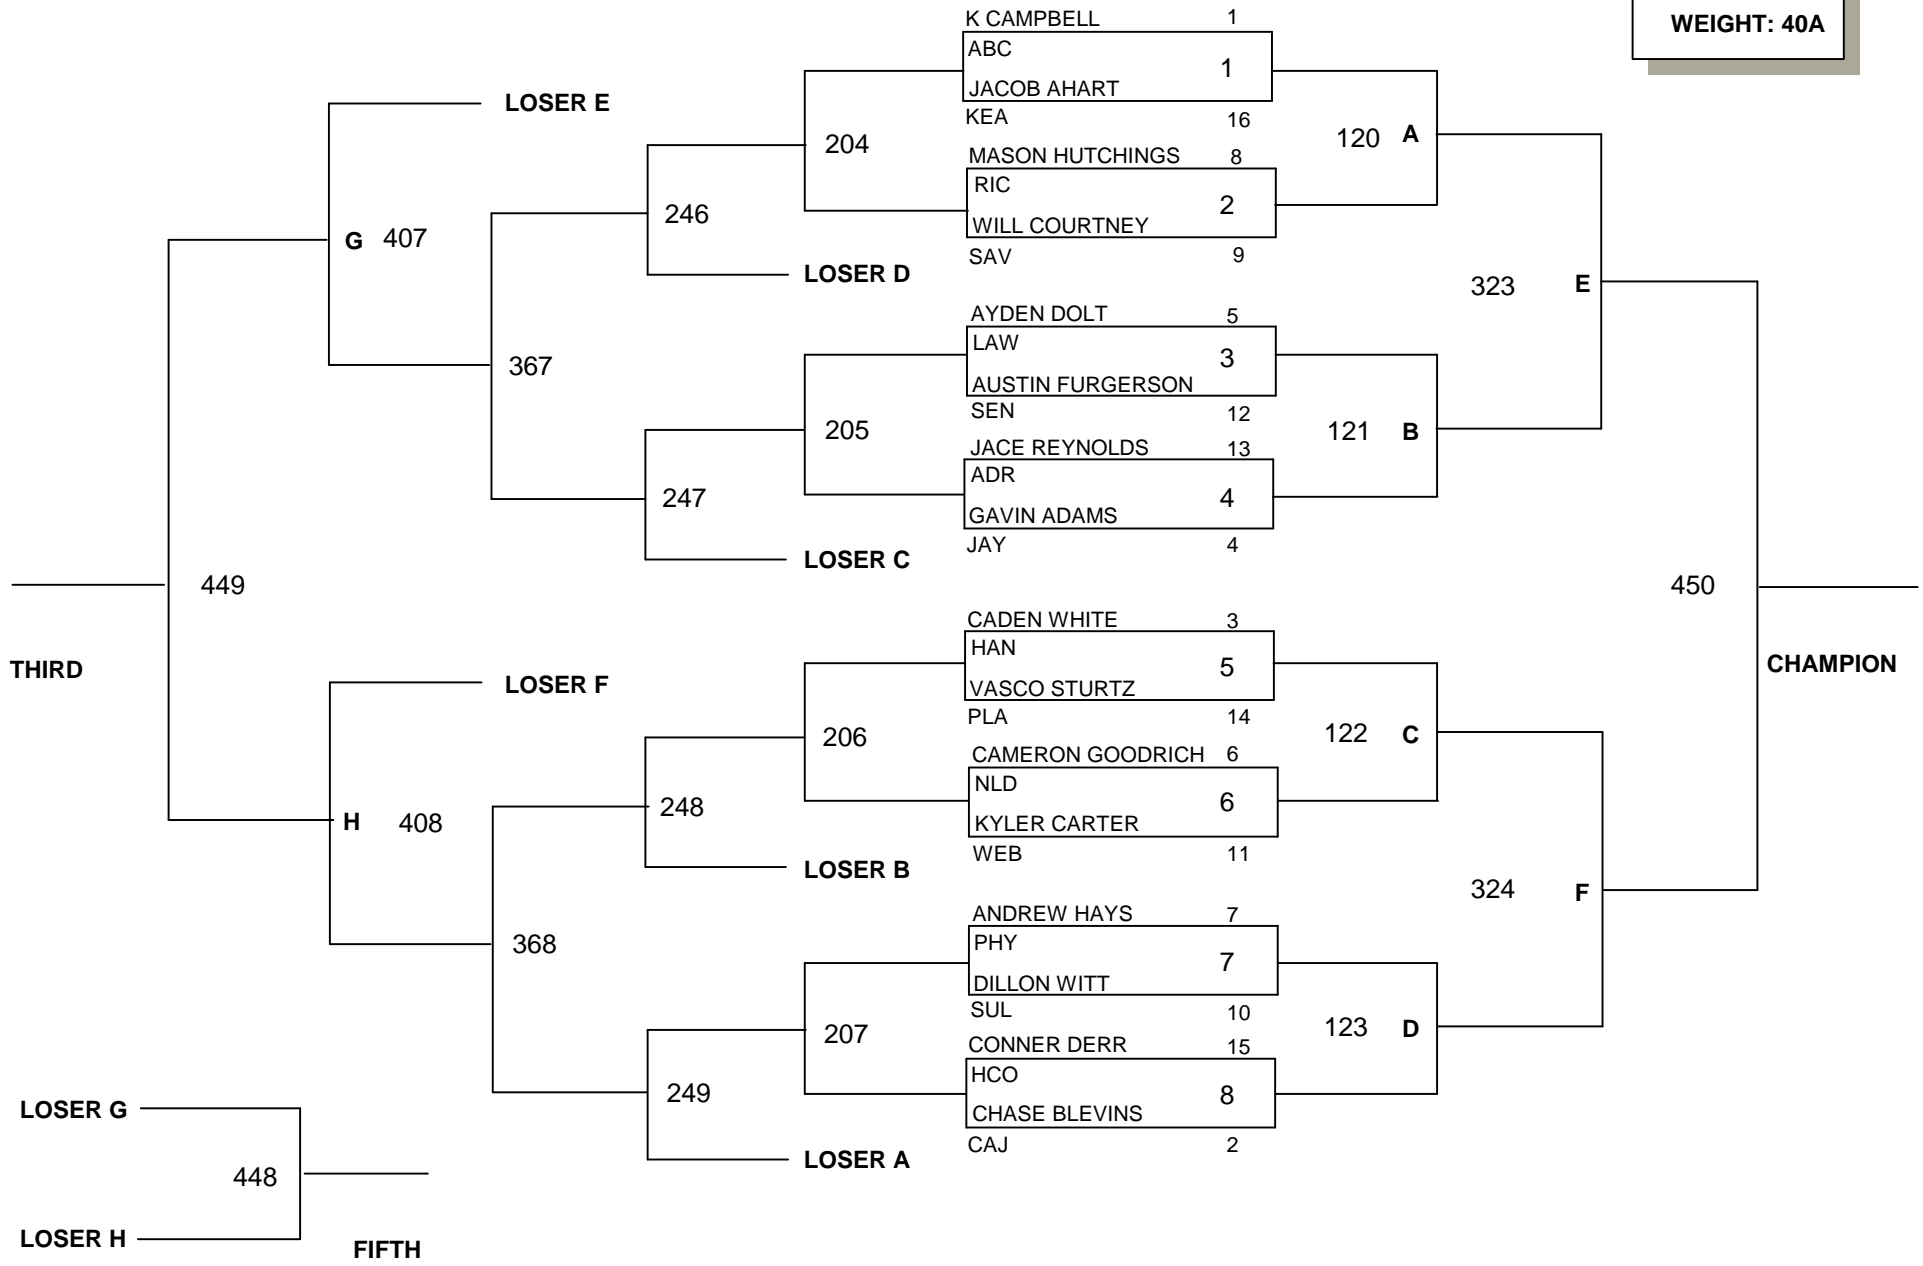 WEIGHT: 40A
K CAMPBELL 1
ABC
1
JACOB AHART
KEA 16
MASON HUTCHINGS 8
RIC
2
WILL COURTNEY
SAV 9
AYDEN DOLT 5
LAW
3
AUSTIN FURGERSON
SEN 12
JACE REYNOLDS 13
ADR
4
GAVIN ADAMS
JAY 4
CADEN WHITE 3
HAN
5
VASCO STURTZ
PLA 14
CAMERON GOODRICH 6
NLD
6
KYLER CARTER
WEB 11
ANDREW HAYS 7
PHY
7
DILLON WITT
SUL 10
CONNER DERR 15
HCO
8
CHASE BLEVINS
CAJ 2
120 A
121 B
122 C
123 D
323 E
324 F
450
CHAMPION
204
205
206
207
246
LOSER D
247
LOSER C
248
LOSER B
249
LOSER A
367
368
LOSER E
G 407
LOSER F
H 408
449
THIRD
LOSER G
448
LOSER H
FIFTH